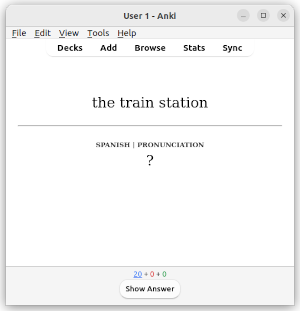 User 1 - Anki
File Edit View Tools Help
Decks Add Browse Stats Sync
the train station
SPANISH | PRONUNCIATION
?
20 + 0 + 0
Show Answer